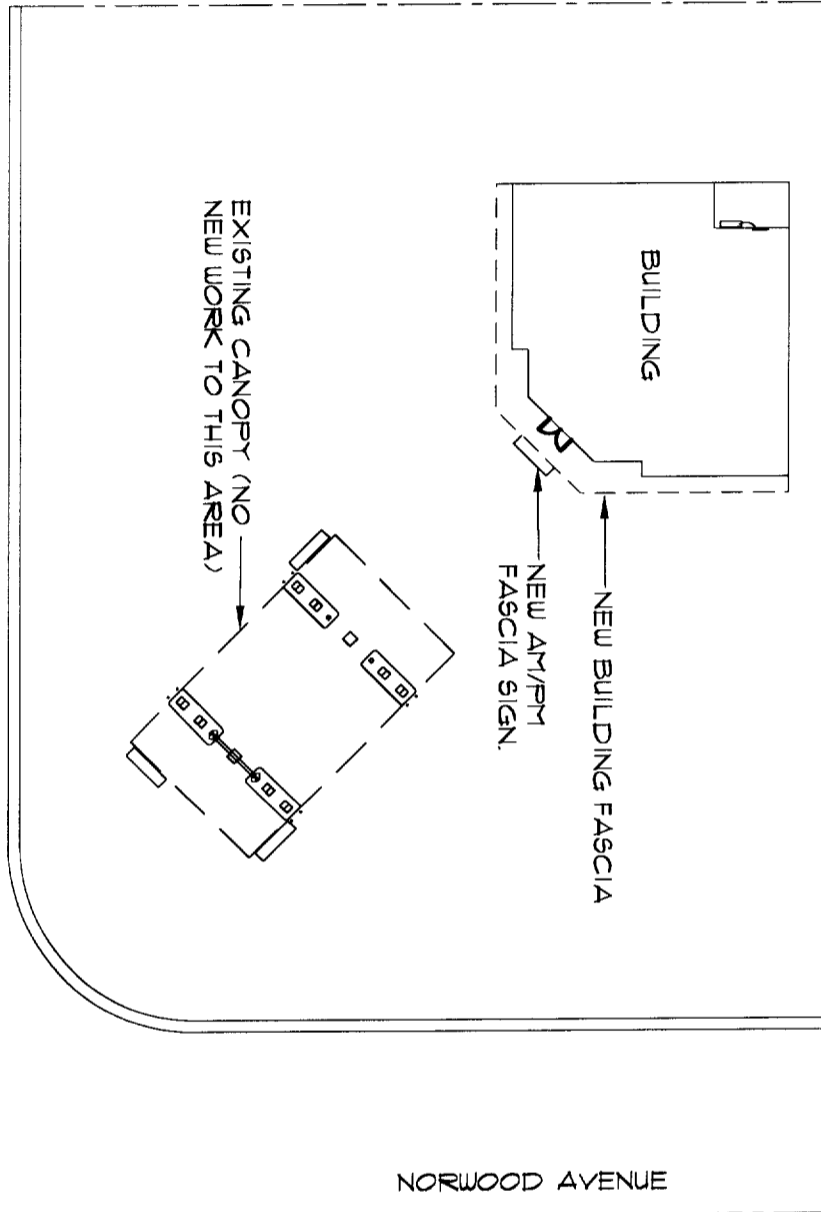 BUILDING
NEW BUILDING FASCIA
NEW AM/PM
FASCIA SIGN.
EXISTING CANOPY (NO
NEW WORK TO THIS AREA)
NORWOOD AVENUE